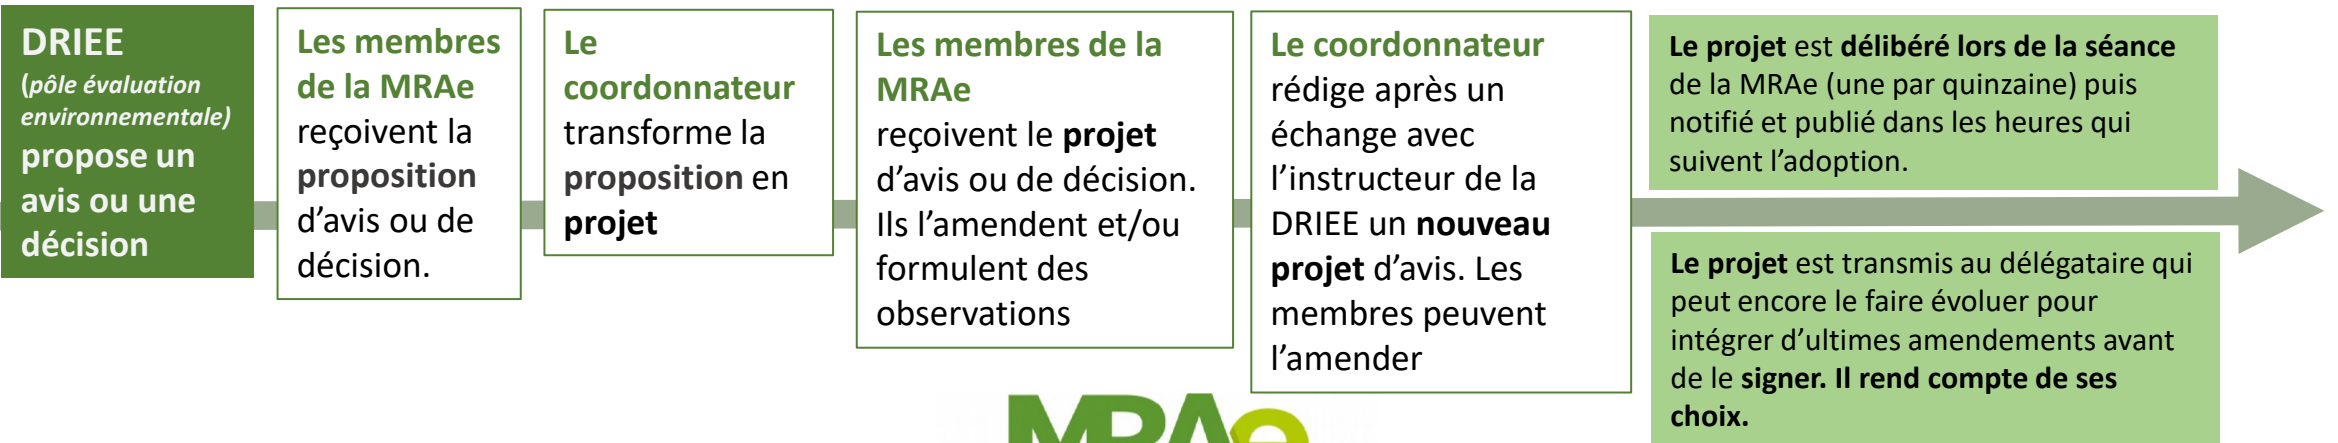 DRIEE
(pôle évaluation
environnementale)
propose un
avis ou une
décision
Les membres
de la MRAe
reçoivent la
proposition
d’avis ou de
décision.
Le
coordonnateur
transforme la
proposition en
projet
Les membres de la
MRAe
reçoivent le projet
d’avis ou de décision.
Ils l’amendent et/ou
formulent des
observations
Le coordonnateur
rédige après un
échange avec
l’instructeur de la
DRIEE un nouveau
projet d’avis. Les
membres peuvent
l’amender
Le projet est délibéré lors de la séance
de la MRAe (une par quinzaine) puis
notifié et publié dans les heures qui
suivent l’adoption.
Le projet est transmis au délégataire qui
peut encore le faire évoluer pour
intégrer d’ultimes amendements avant
de le signer. Il rend compte de ses
choix.
MRAe